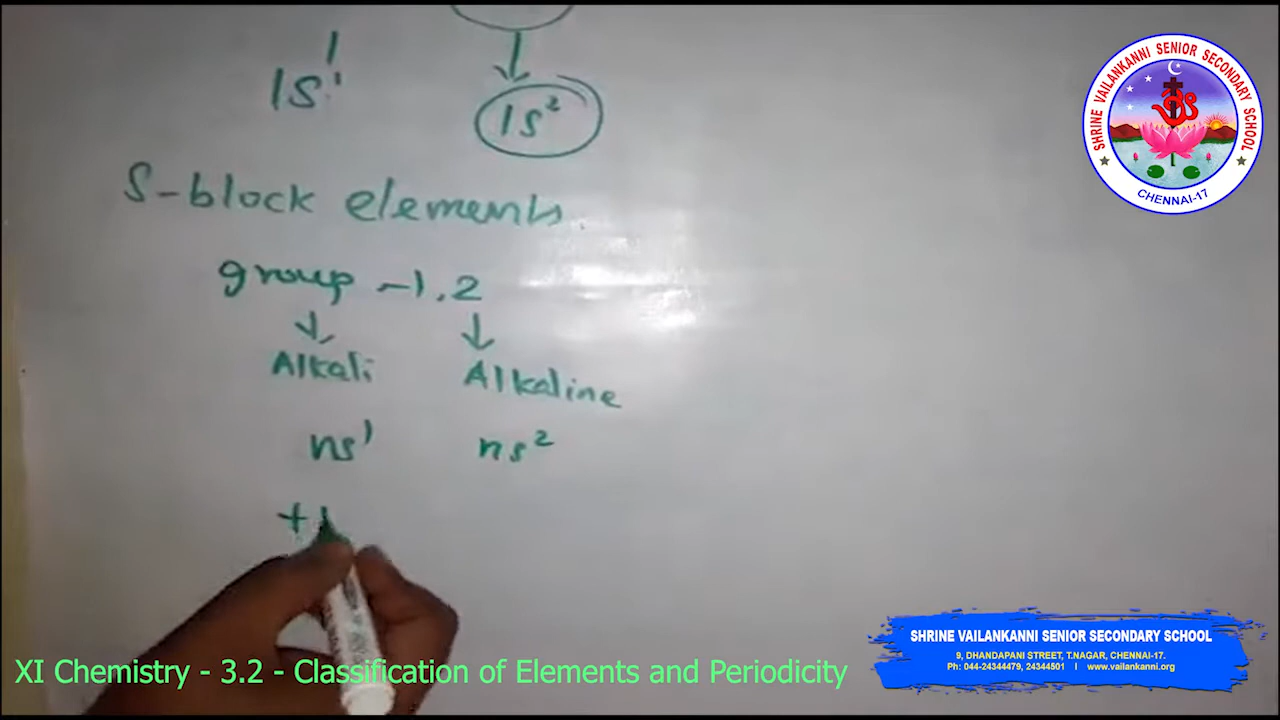 1s¹
1s²
S-block elements
group -1,2
Alkali Alkaline
ns¹ ns²
+1
SHRINE VAILANKANNI SENIOR SECONDARY SCHOOL
CHENNAI-17
SHRINE VAILANKANNI SENIOR SECONDARY SCHOOL
9, DHANDAPANI STREET, T.NAGAR, CHENNAI-17.
Ph: 044-24344479, 24344501 I www.vailankanni.org
XI Chemistry - 3.2 - Classification of Elements and Periodicity